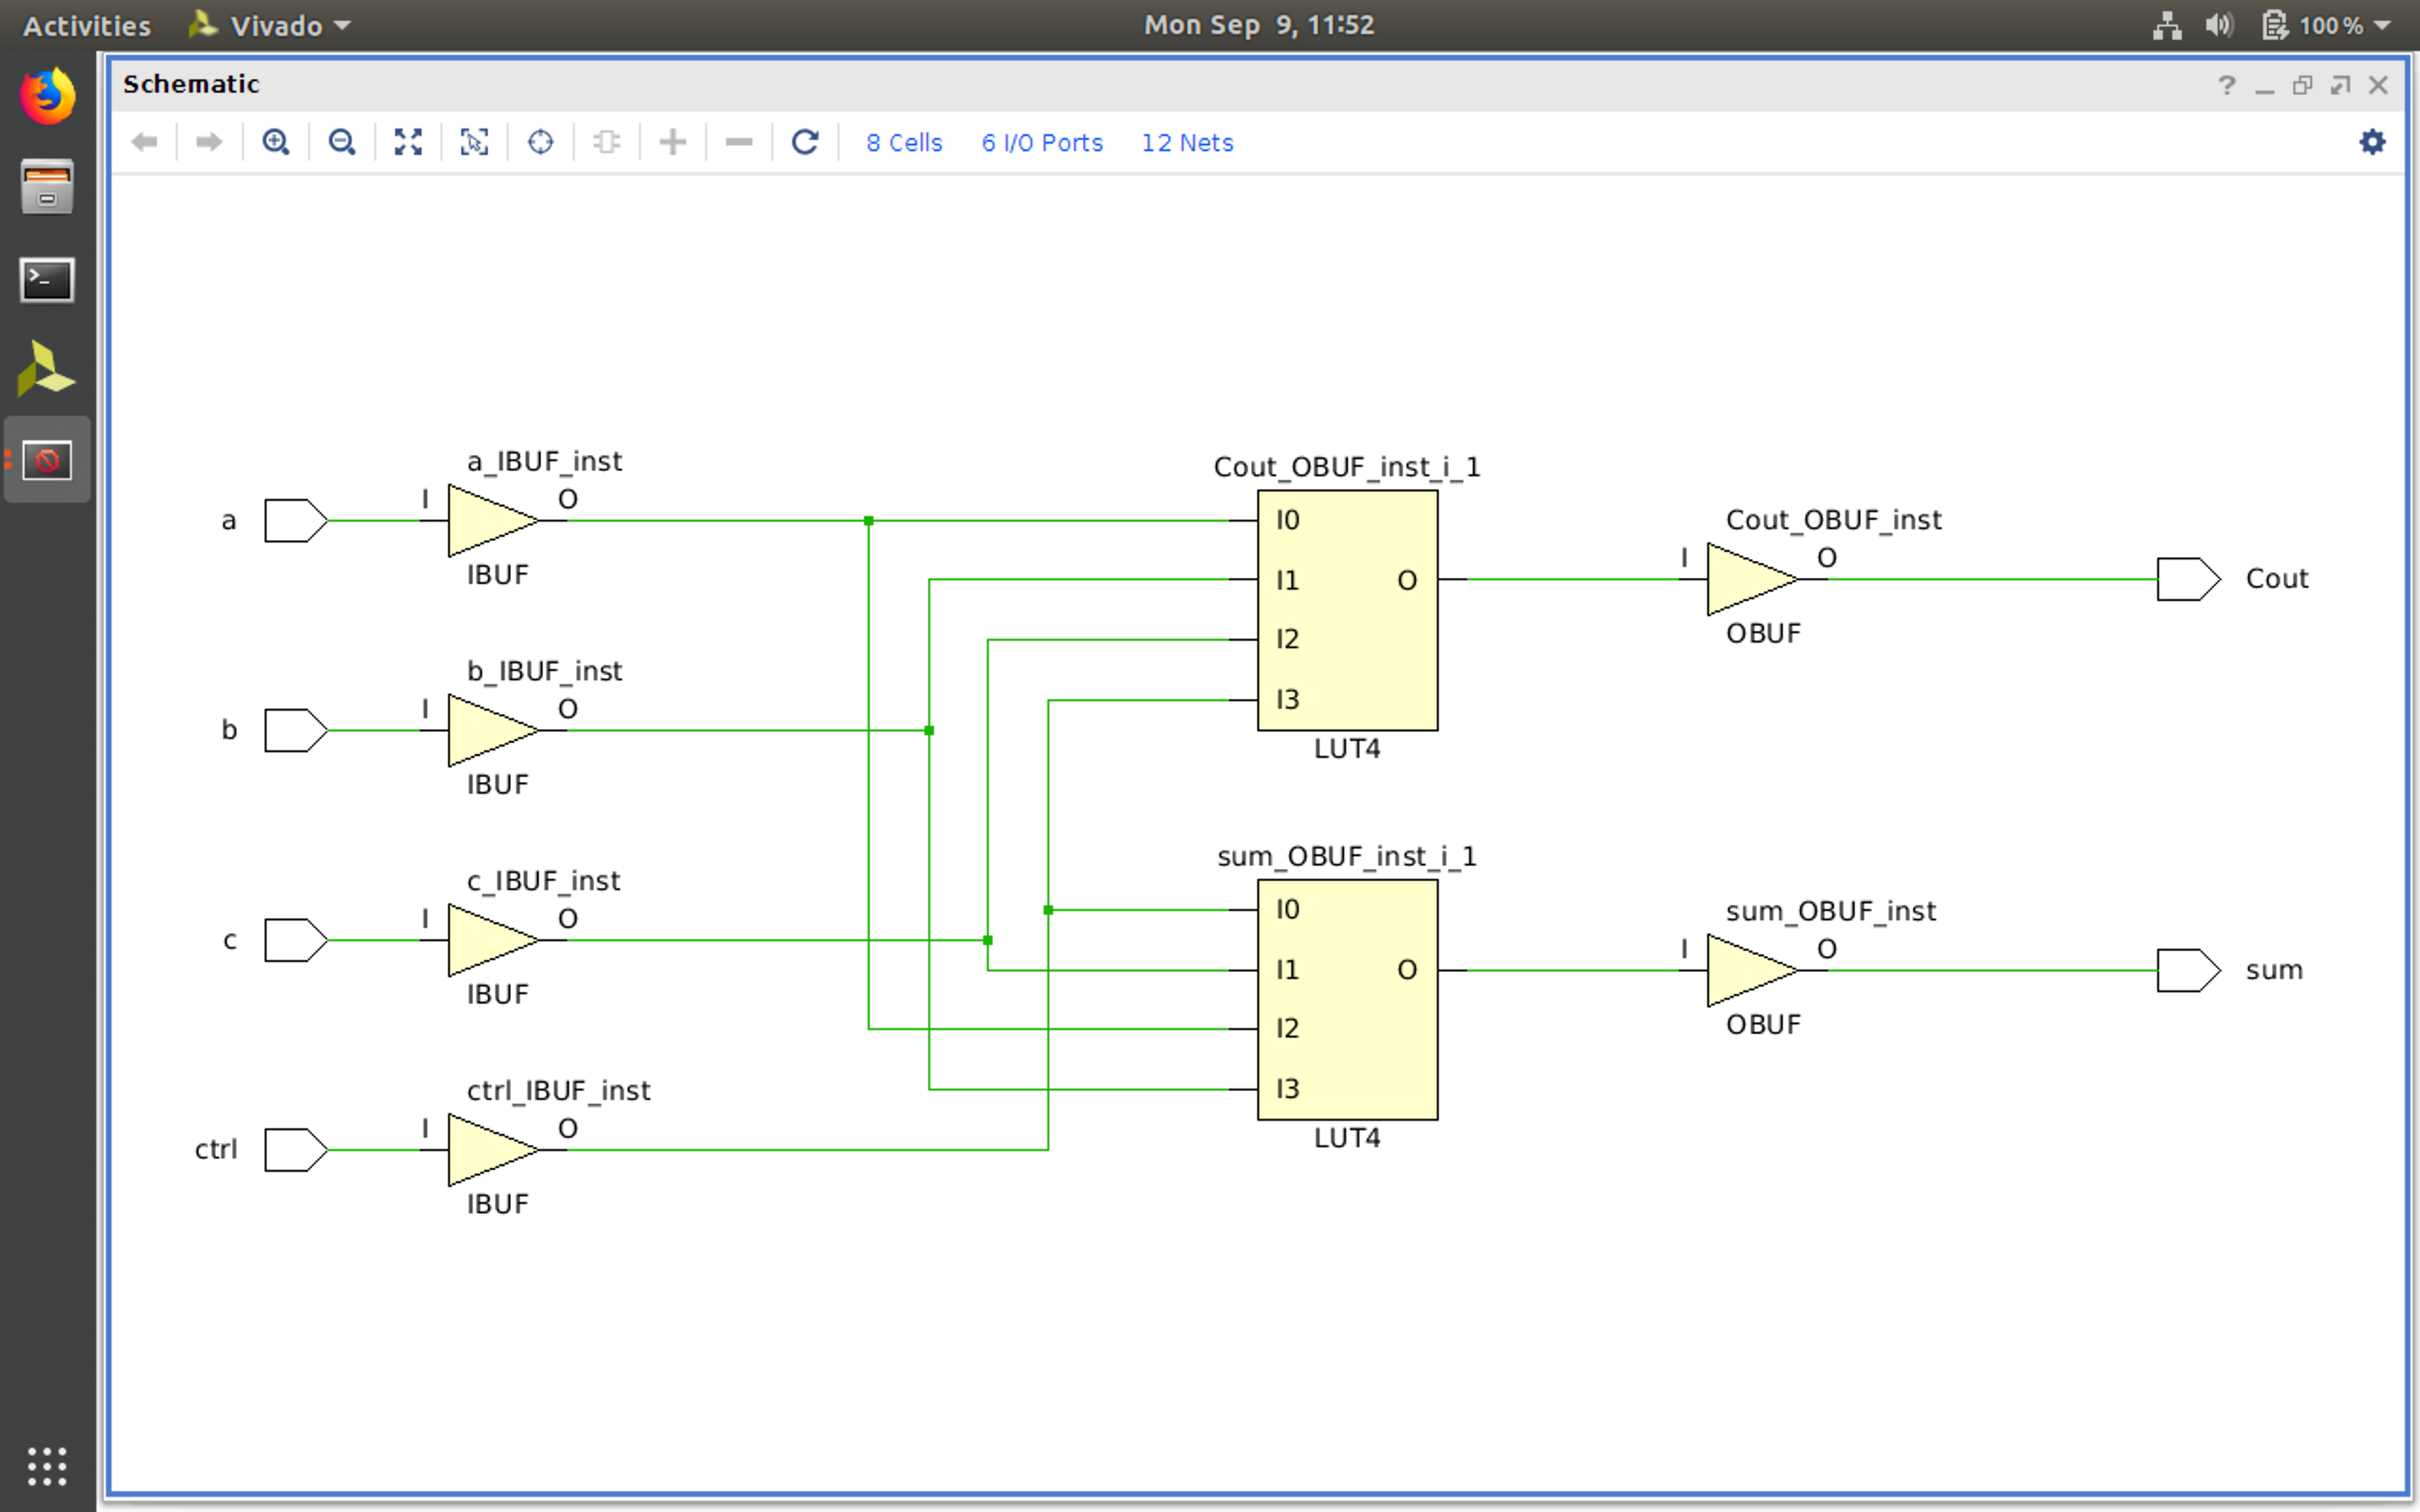 Activities Vivado Mon Sep 9, 11:52 100%
Schematic
8 Cells 6 I/O Ports 12 Nets
a_IBUF_inst
a I O
IBUF
b_IBUF_inst
b I O
IBUF
c_IBUF_inst
c I O
IBUF
ctrl_IBUF_inst
ctrl I O
IBUF
Cout_OBUF_inst_i_1
I0
I1 O
I2
I3
LUT4
sum_OBUF_inst_i_1
I0
I1 O
I2
I3
LUT4
Cout_OBUF_inst
I O
Cout
OBUF
sum_OBUF_inst
I O
sum
OBUF